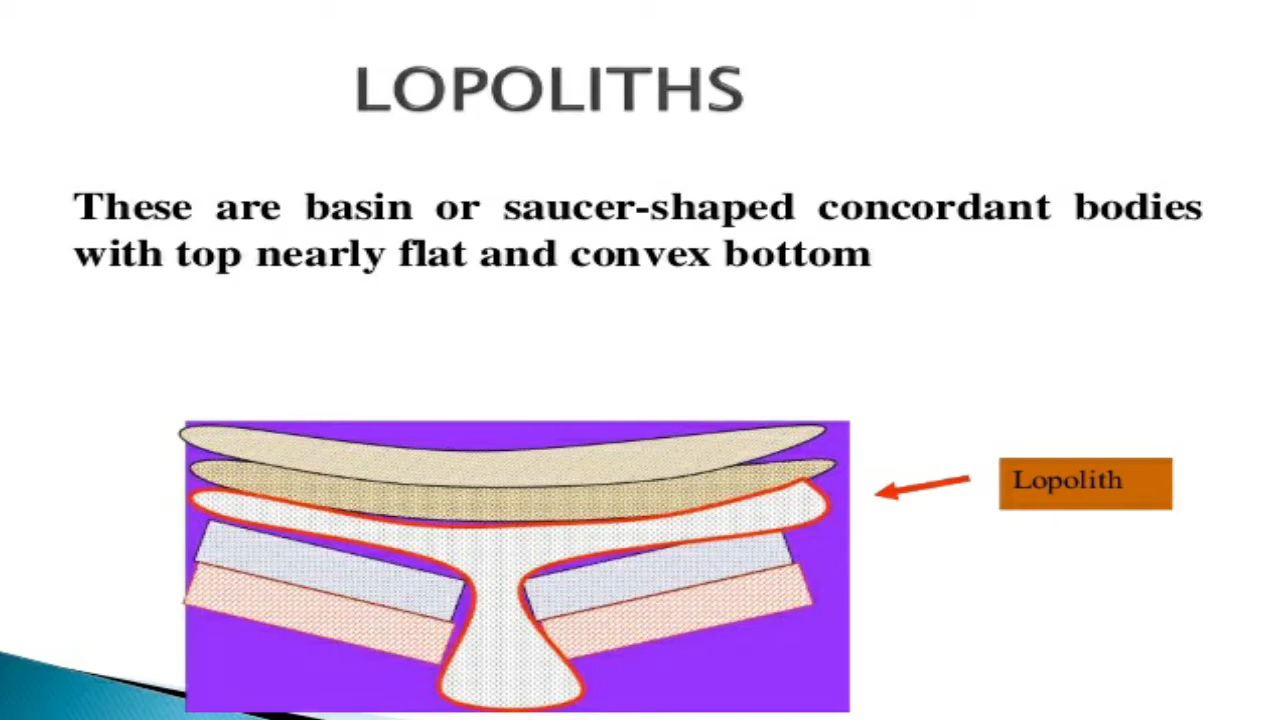 LOPOLITHS
These are basin or saucer-shaped concordant bodies
with top nearly flat and convex bottom
Lopolith